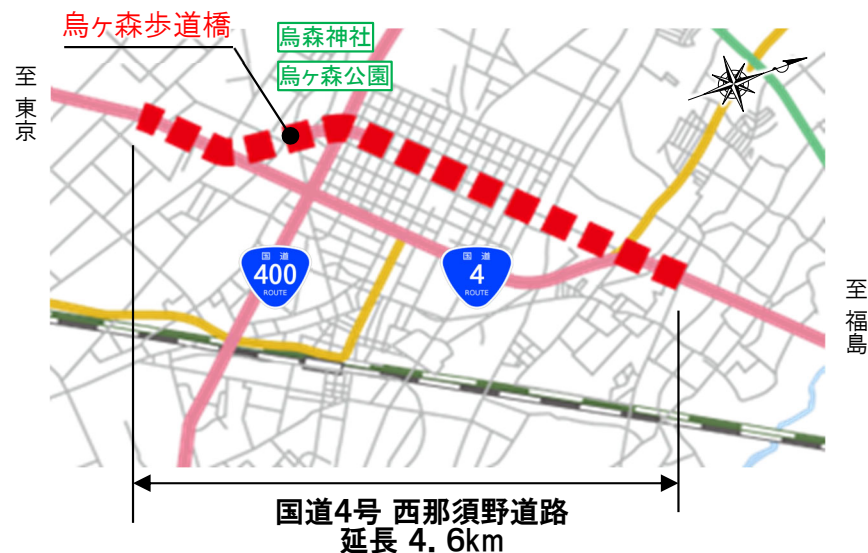 烏ヶ森歩道橋
烏森神社
烏ヶ森公園
至 東京
国道
400
ROUTE
国道
4
ROUTE
至 福島
国道4号 西那須野道路
延長 4．6km